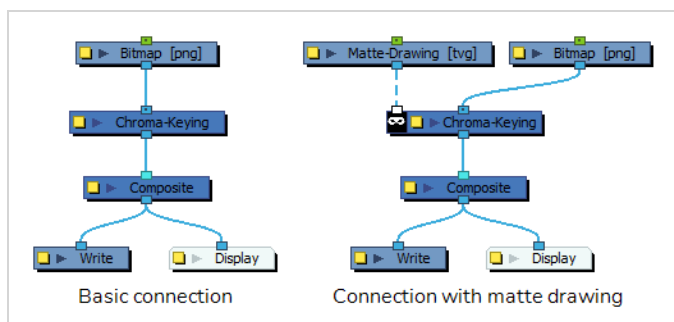 Bitmap [png]
Chroma-Keying
Composite
Write
Display
Basic connection
Matte-Drawing [tvg]
Bitmap [png]
Chroma-Keying
Composite
Write
Display
Connection with matte drawing